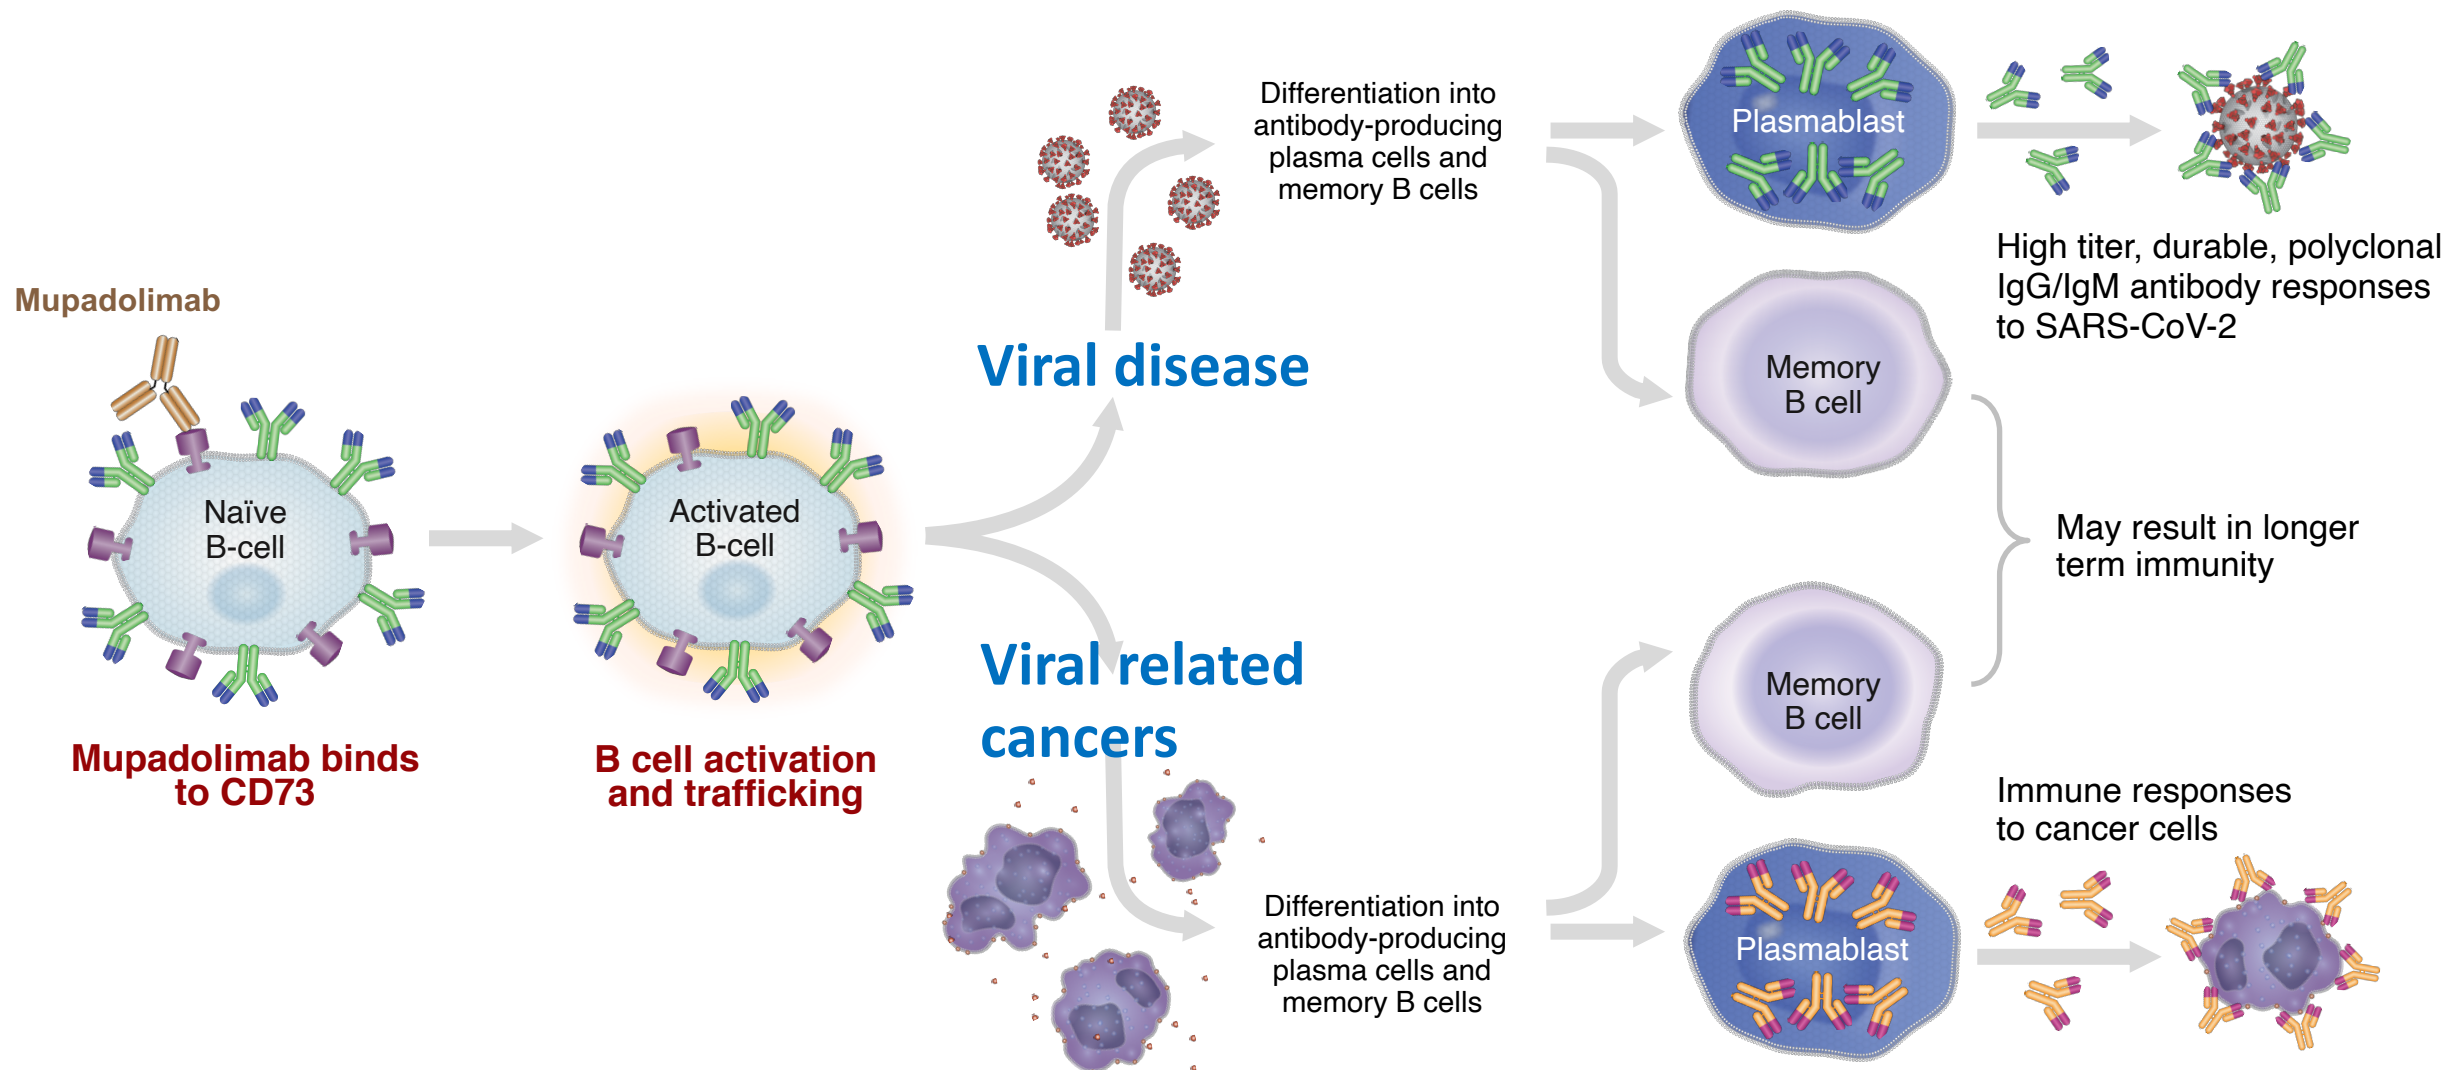 Mupadolimab
Naïve
B-cell
Mupadolimab binds
to CD73
Activated
B-cell
B cell activation
and trafficking
Viral disease
Differentiation into
antibody-producing
plasma cells and
memory B cells
Plasmablast
High titer, durable, polyclonal
IgG/IgM antibody responses
to SARS-CoV-2
Memory
B cell
May result in longer
term immunity
Viral related
cancers
Memory
B cell
Immune responses
to cancer cells
Differentiation into
antibody-producing
plasma cells and
memory B cells
Plasmablast